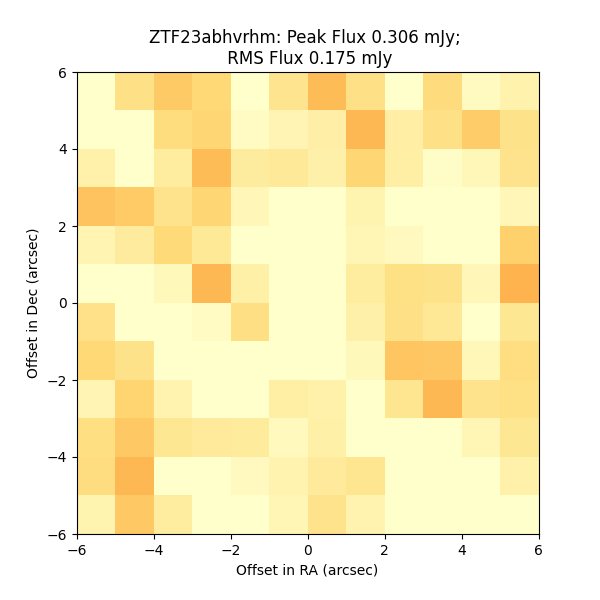 ZTF23abhvrhm: Peak Flux 0.306 mJy;
RMS Flux 0.175 mJy
6
4
2
0
−2
−4
−6
Offset in Dec (arcsec)
−6 −4 −2 0 2 4 6
Offset in RA (arcsec)